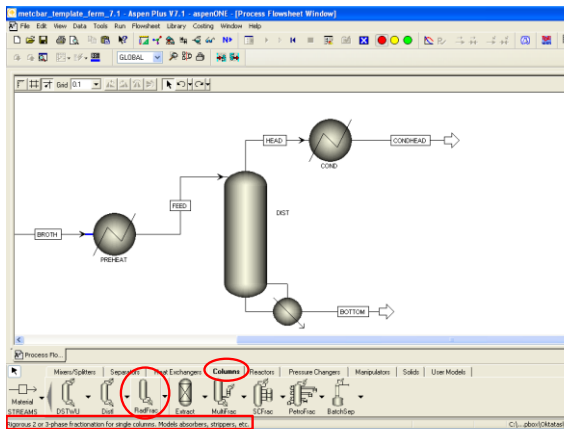 metcbar_template_ferm_7.1 - Aspen Plus V7.1 - aspenONE - [Process Flowsheet Window]
File Edit View Data Tools Run Flowsheet Library Costing Window Help
GLOBAL
Grid 0.1
HEAD
CONDHEAD
COND
FEED
DIST
BROTH
PREHEAT
BOTTOM
Process Flo...
Mixers/Splitters Separators Heat Exchangers Columns Reactors Pressure Changers Manipulators Solids User Models
Material
STREAMS DSTWU Distl RadFrac Extract MultiFrac SCFrac PetroFrac BatchSep
Rigorous 2 or 3-phase fractionation for single columns. Models absorbers, strippers, etc. C:\...pbox\Oktatas\